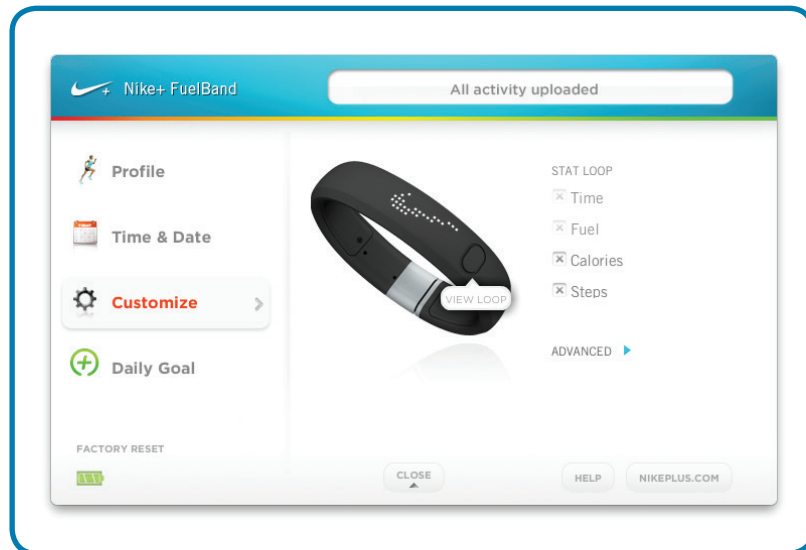 Nike+ FuelBand
All activity uploaded
Profile
Time & Date
Customize
Daily Goal
FACTORY RESET
VIEW LOOP
STAT LOOP
Time
Fuel
Calories
Steps
ADVANCED
CLOSE
HELP
NIKEPLUS.COM